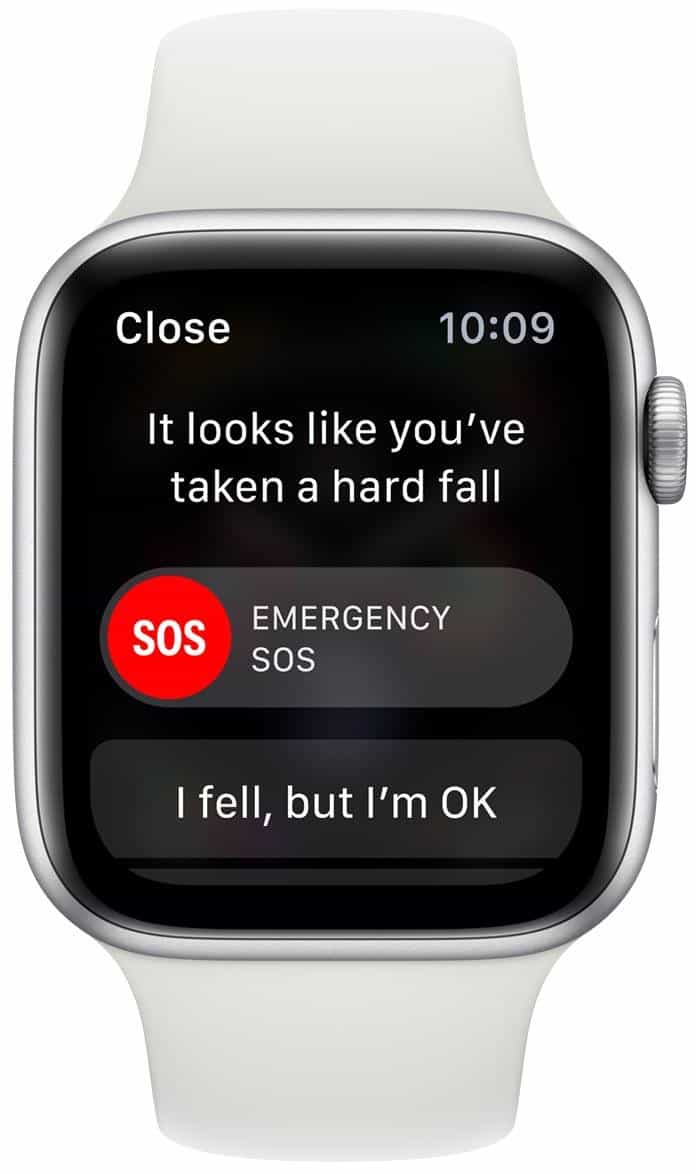 Close 10:09
It looks like you’ve
taken a hard fall
SOS EMERGENCY
SOS
I fell, but I’m OK